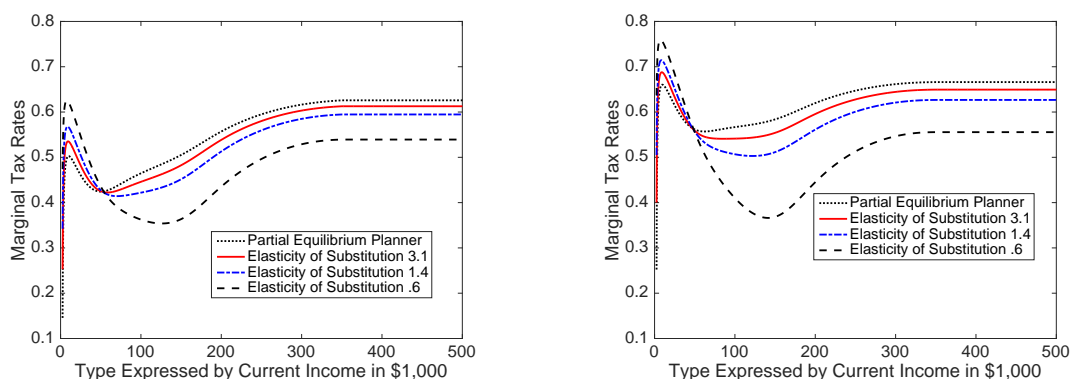 0.8
0.7
0.6
0.5
0.4
0.3
0.2
0.1
Marginal Tax Rates
Partial Equilibrium Planner
Elasticity of Substitution 3.1
Elasticity of Substitution 1.4
Elasticity of Substitution .6
0 100 200 300 400 500
Type Expressed by Current Income in $1,000
0.8
0.7
0.6
0.5
0.4
0.3
0.2
0.1
Marginal Tax Rates
Partial Equilibrium Planner
Elasticity of Substitution 3.1
Elasticity of Substitution 1.4
Elasticity of Substitution .6
0 100 200 300 400 500
Type Expressed by Current Income in $1,000